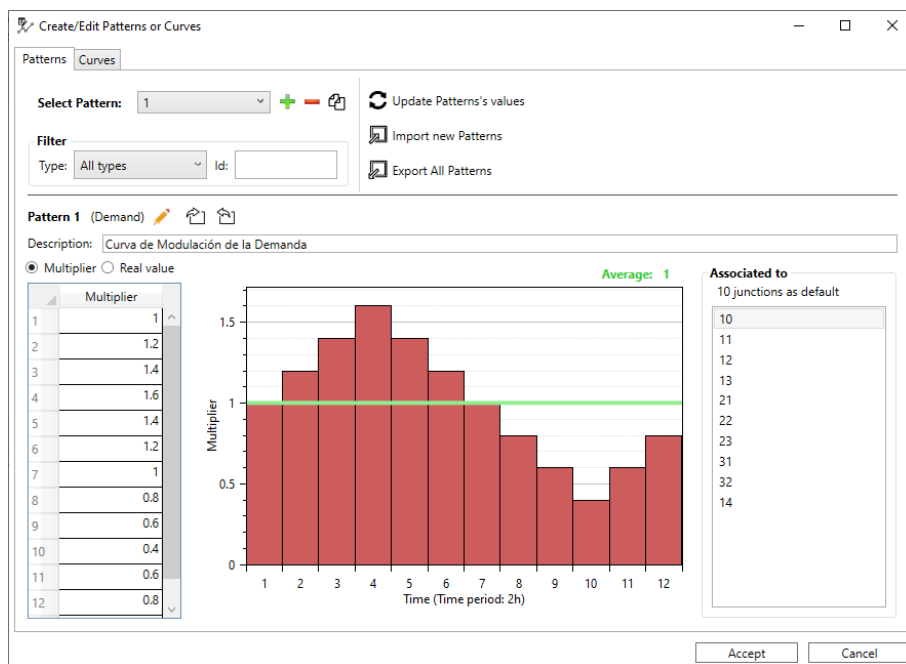 Create/Edit Patterns or Curves
Patterns Curves
Select Pattern: 1
Update Patterns's values
Filter
Import new Patterns
Type: All types Id:
Export All Patterns
Pattern 1 (Demand)
Description: Curva de Modulación de la Demanda
Multiplier Real value
Multiplier
1 1
2 1.2
3 1.4
4 1.6
5 1.4
6 1.2
7 1
8 0.8
9 0.6
10 0.4
11 0.6
12 0.8
Average: 1
Multiplier
1.5
1
0.5
0
1 2 3 4 5 6 7 8 9 10 11 12
Time (Time period: 2h)
Associated to
10 junctions as default
10
11
12
13
21
22
23
31
32
14
Accept Cancel